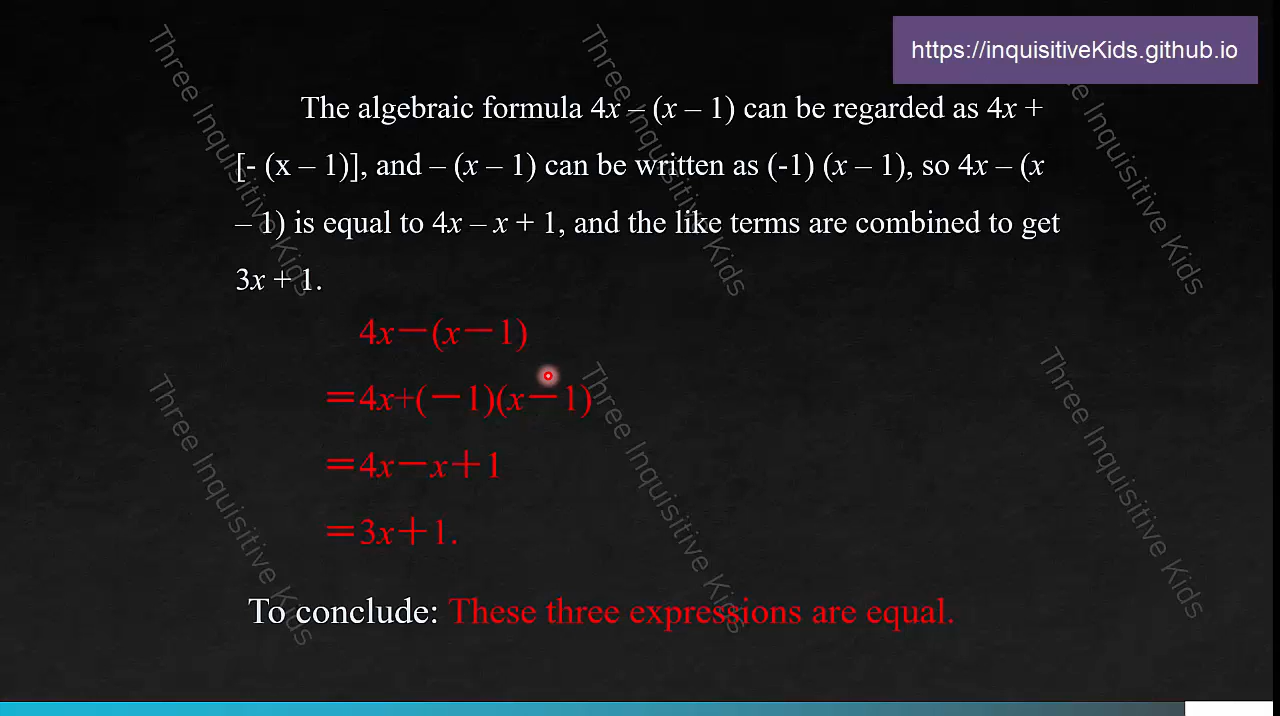 https://inquisitiveKids.github.io
The algebraic formula 4x – (x – 1) can be regarded as 4x +
[- (x – 1)], and – (x – 1) can be written as (-1) (x – 1), so 4x – (x
– 1) is equal to 4x – x + 1, and the like terms are combined to get
3x + 1.
4x－(x－1)
＝4x+(－1)(x－1)
＝4x－x＋1
＝3x＋1.
To conclude: These three expressions are equal.
Three Inquisitive Kids
Three Inquisitive Kids
Three Inquisitive Kids
Three Inquisitive Kids
Three Inquisitive Kids
Three Inquisitive Kids